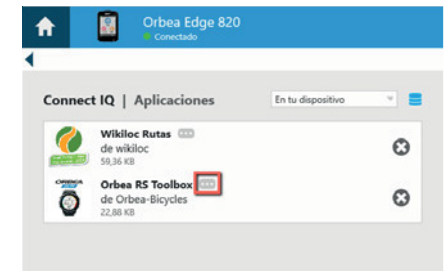 Orbea Edge 820
Conectado
Connect IQ | Aplicaciones
En tu dispositivo
Wikiloc Rutas
de wikiloc
59,36 KB
ORBEA
Orbea RS Toolbox
de Orbea-Bicycles
22,88 KB